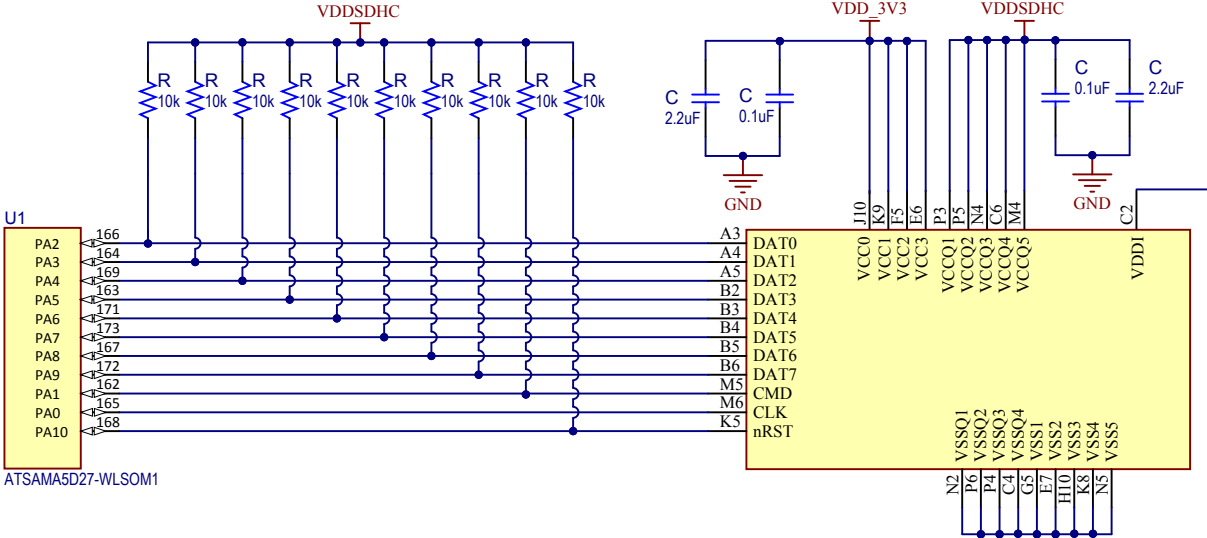 VDDSDHC
VDD_3V3
VDDSDHC
R
10k
R
10k
R
10k
R
10k
R
10k
R
10k
R
10k
R
10k
R
10k
R
10k
C
2.2uF
C
0.1uF
C
0.1uF
C
2.2uF
GND
GND
J10
K9
F5
E6
P3
P5
N4
C6
M4
C2
VCC0
VCC1
VCC2
VCC3
VCCQ1
VCCQ2
VCCQ3
VCCQ4
VCCQ5
VDDI
U1
PA2 166 A3 DAT0
PA3 164 A4 DAT1
PA4 169 A5 DAT2
PA5 163 B2 DAT3
PA6 171 B3 DAT4
PA7 173 B4 DAT5
PA8 167 B5 DAT6
PA9 172 B6 DAT7
PA1 162 M5 CMD
PA0 165 M6 CLK
PA10 168 K5 nRST
ATSAMA5D27-WLSOM1
VSSQ1
VSSQ2
VSSQ3
VSSQ4
VSS1
VSS2
VSS3
VSS4
VSS5
N2
P6
P4
C4
G5
E7
H10
K8
N5